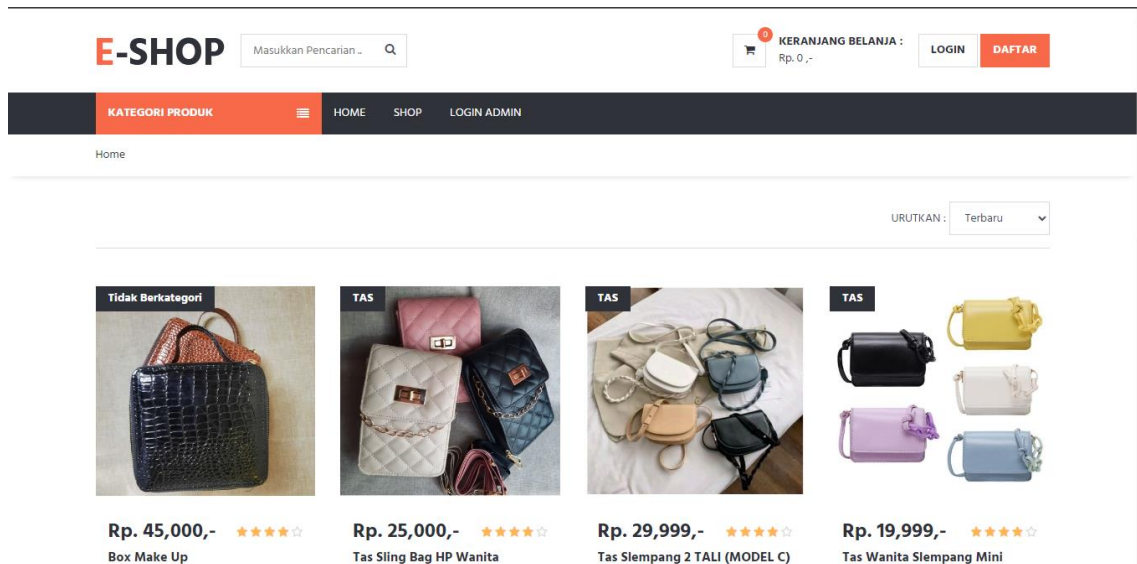 E-SHOP
Masukkan Pencarian ..
0
KERANJANG BELANJA :
Rp. 0 ,-
LOGIN
DAFTAR
KATEGORI PRODUK
HOME
SHOP
LOGIN ADMIN
Home
URUTKAN :
Terbaru
Tidak Berkategori
TAS
TAS
TAS
Rp. 45,000,-
Box Make Up
Rp. 25,000,-
Tas Sling Bag HP Wanita
Rp. 29,999,-
Tas Slempang 2 TALI (MODEL C)
Rp. 19,999,-
Tas Wanita Slempang Mini